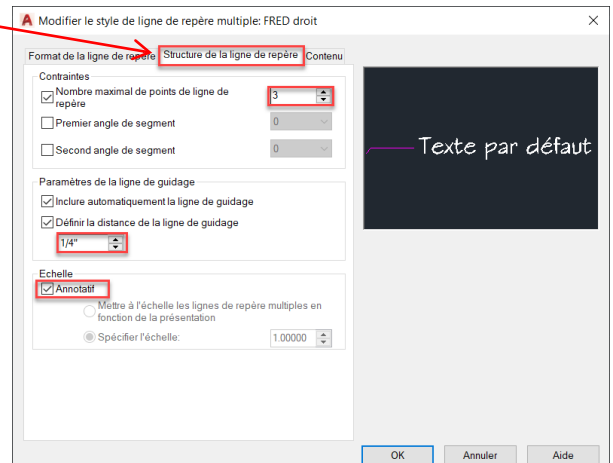 Modifier le style de ligne de repère multiple: FRED droit
Format de la ligne de repère Structure de la ligne de repère Contenu
Contraintes
Nombre maximal de points de ligne de
repère
3
Premier angle de segment 0
Second angle de segment 0
Paramètres de la ligne de guidage
Inclure automatiquement la ligne de guidage
Définir la distance de la ligne de guidage
1/4"
Echelle
Annotatif
Mettre à l'échelle les lignes de repère multiples en
fonction de la présentation
Spécifier l'échelle: 1.00000
Texte par défaut
OK Annuler Aide